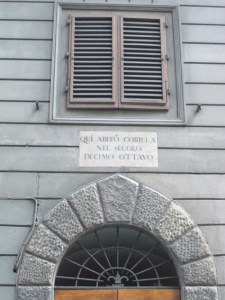 QUI ABITÒ CORILLA
NEL SECOLO
DECIMO OTTAVO